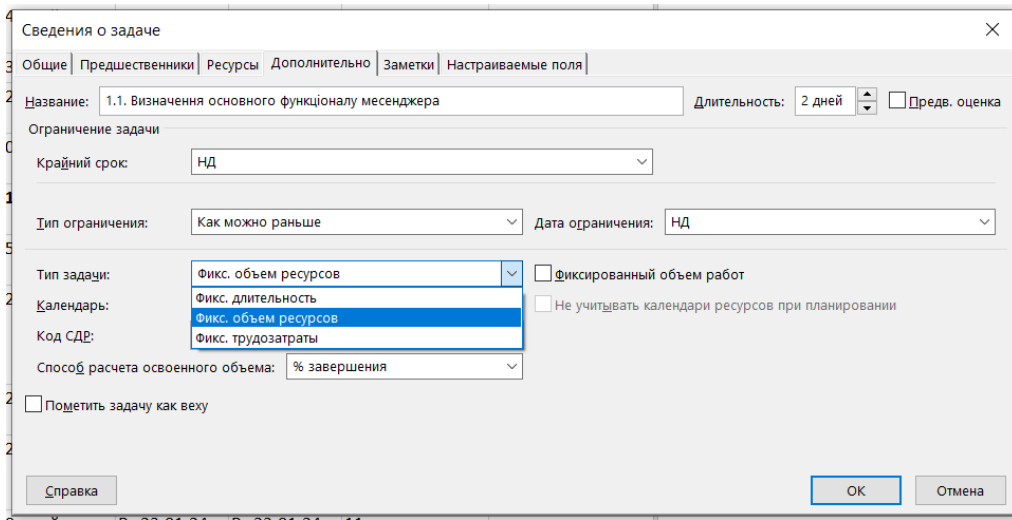 Сведения о задаче
Общие Предшественники Ресурсы Дополнительно Заметки Настраиваемые поля
Название: 1.1. Визначення основного функціоналу месенджера Длительность: 2 дней Предв. оценка
Ограничение задачи
Крайний срок: НД
Тип ограничения: Как можно раньше Дата ограничения: НД
Тип задачи: Фикс. объем ресурсов Фиксированный объем работ
Фикс. длительность
Календарь: Фикс. объем ресурсов Не учитывать календари ресурсов при планировании
Код СДР: Фикс. трудозатраты
Способ расчета освоенного объема: % завершения
Пометить задачу как веху
Справка ОК Отмена